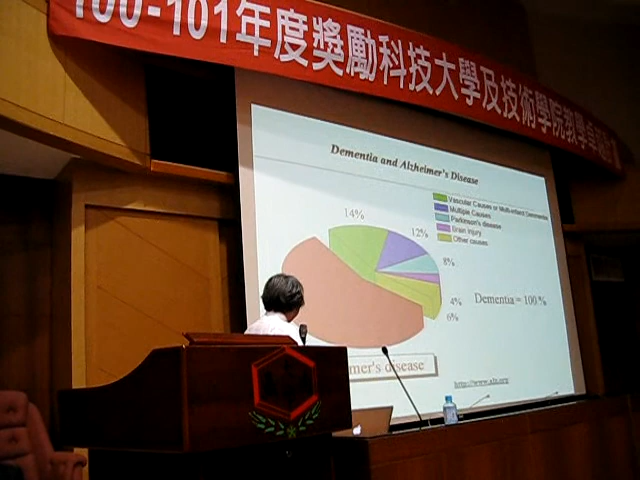 100-101年度獎勵科技大學及技術學院教學卓越
Dementia and Alzheimer's Disease
Vascular Causes or Multi-infarct Dementia
Multiple Causes
Parkinson's disease
Brain Injury
Other causes
14%
12%
8%
4%
6%
Dementia = 100 %
mer's disease
http://www.alz.org